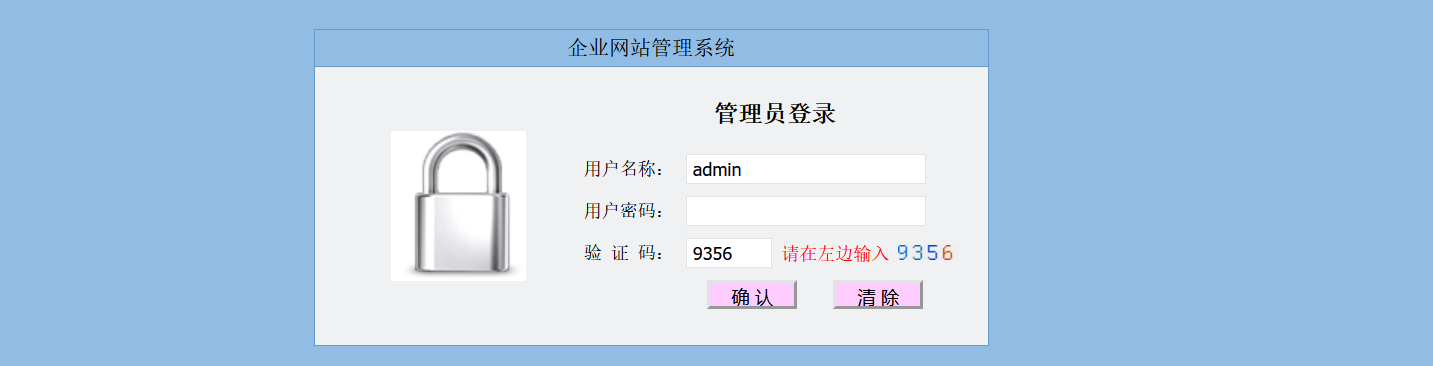 企业网站管理系统
管理员登录
用户名称： admin
用户密码：
验 证 码： 9356 请在左边输入 9356
确 认 清 除